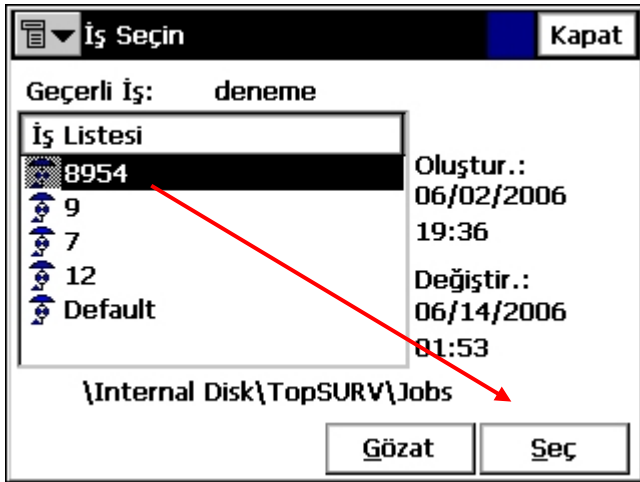 İş Seçin
Kapat
Geçerli İş: deneme
İş Listesi
8954
9
7
12
Default
Oluştur.:
06/02/2006
19:36
Değiştir.:
06/14/2006
01:53
\Internal Disk\TopSURV\Jobs
Gözat
Seç